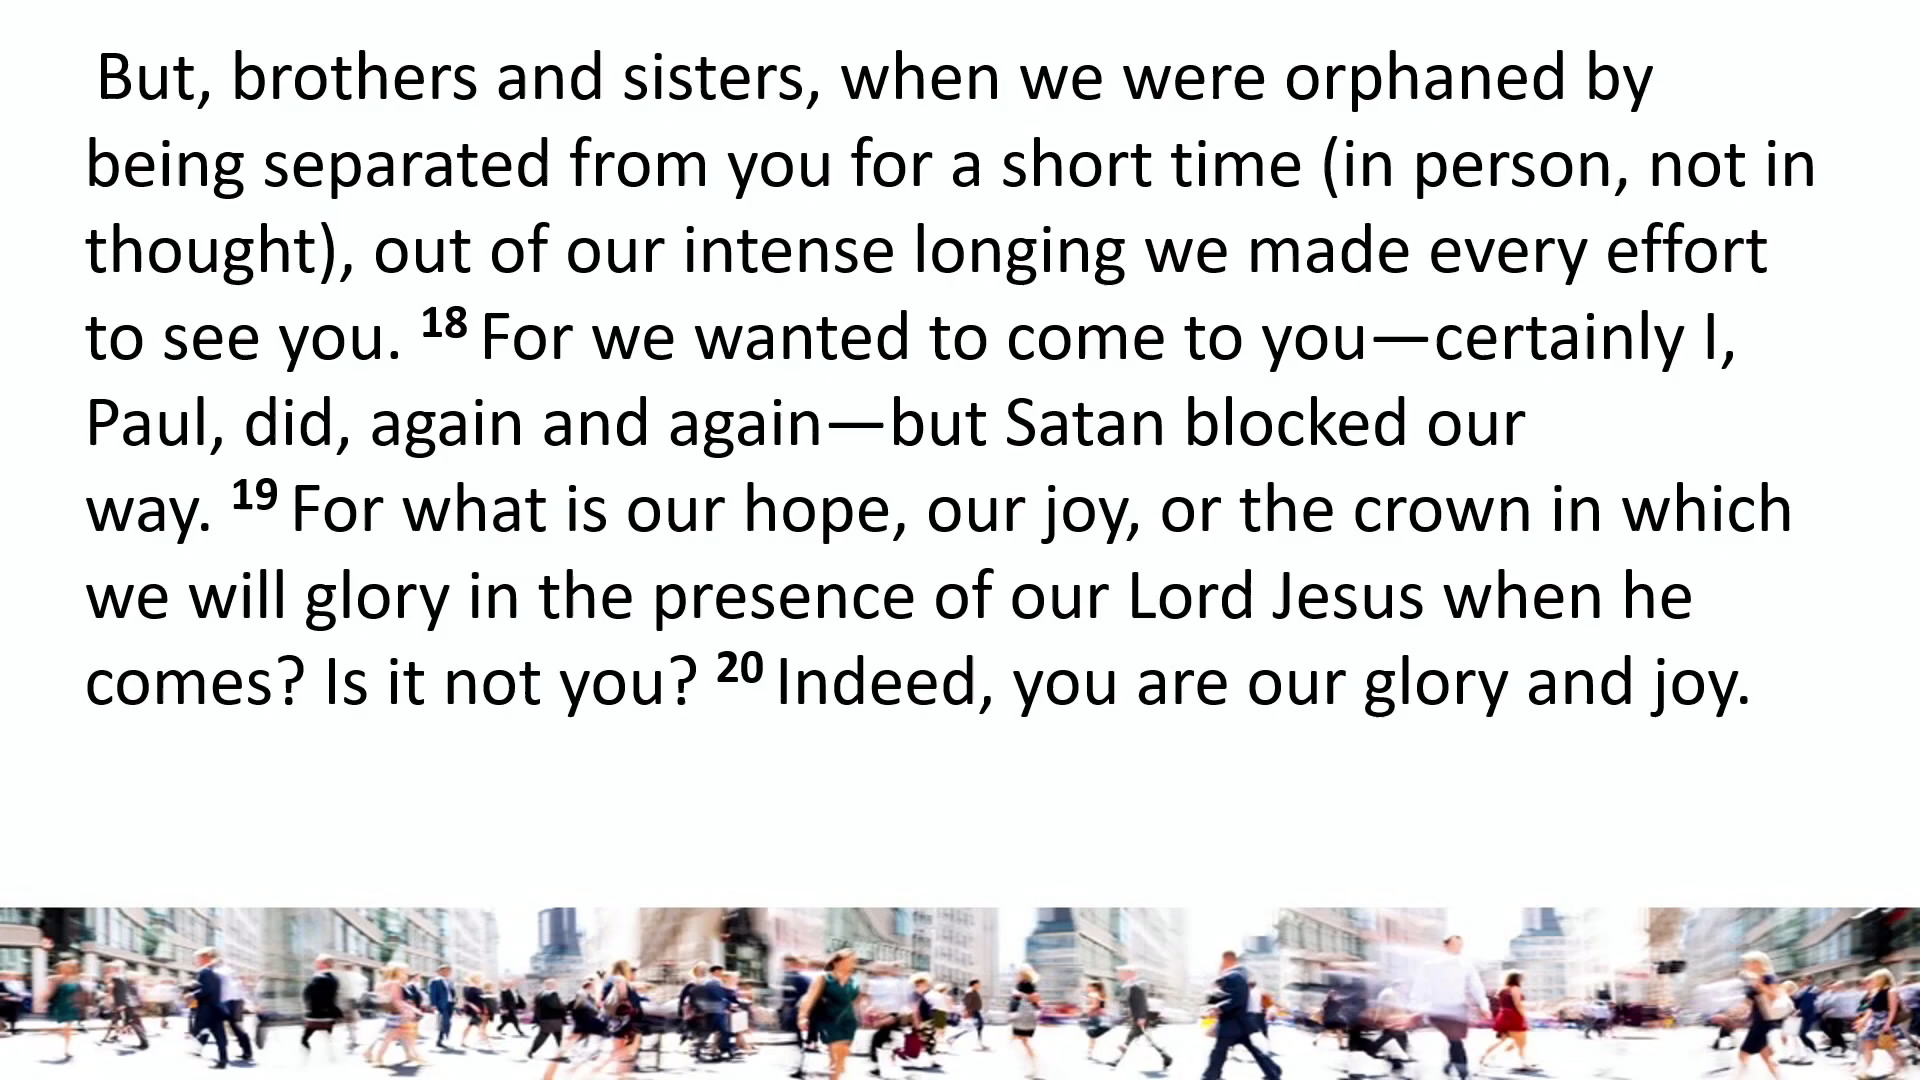 But, brothers and sisters, when we were orphaned by
being separated from you for a short time (in person, not in
thought), out of our intense longing we made every effort
to see you. 18 For we wanted to come to you—certainly I,
Paul, did, again and again—but Satan blocked our
way. 19 For what is our hope, our joy, or the crown in which
we will glory in the presence of our Lord Jesus when he
comes? Is it not you? 20 Indeed, you are our glory and joy.